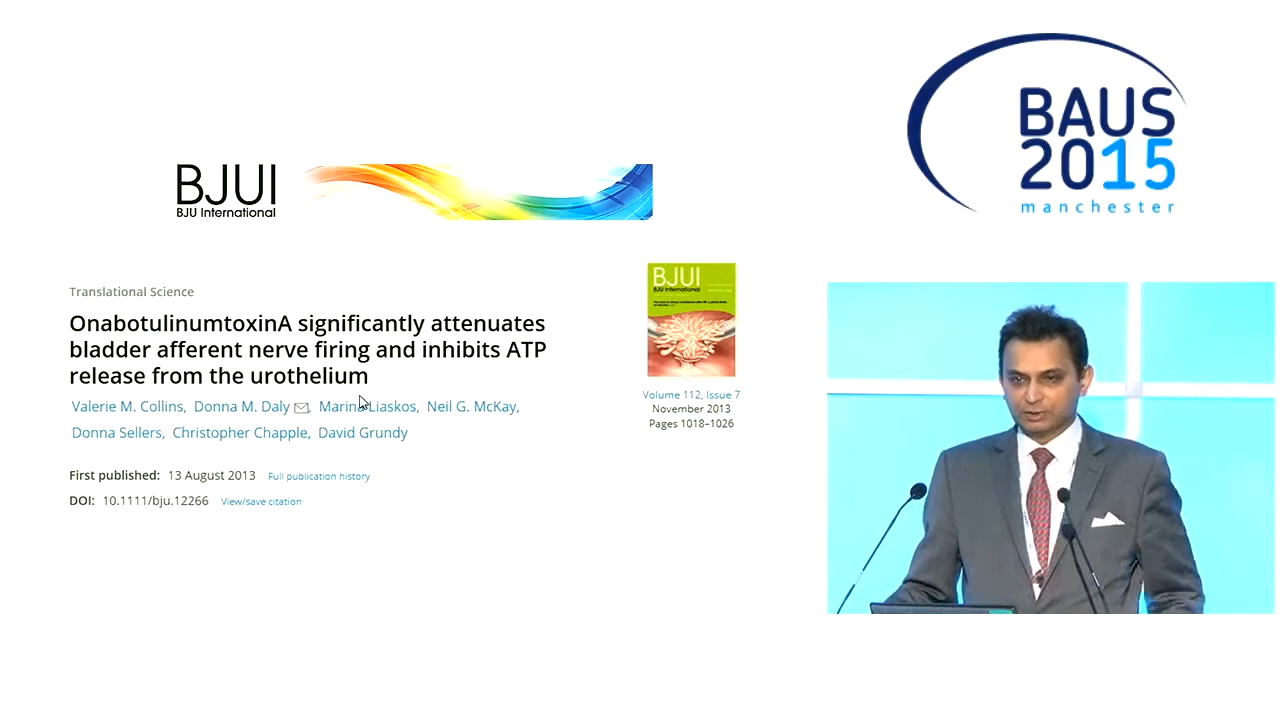 BAUS
2015
manchester
BJUI
BJU International
Translational Science
OnabotulinumtoxinA significantly attenuates
bladder afferent nerve firing and inhibits ATP
release from the urothelium
Valerie M. Collins, Donna M. Daly, Marina Liaskos, Neil G. McKay,
Donna Sellers, Christopher Chapple, David Grundy
First published: 13 August 2013 Full publication history
DOI: 10.1111/bju.12266 View/save citation
BJUI
BJU International
Volume 112, Issue 7
November 2013
Pages 1018–1026